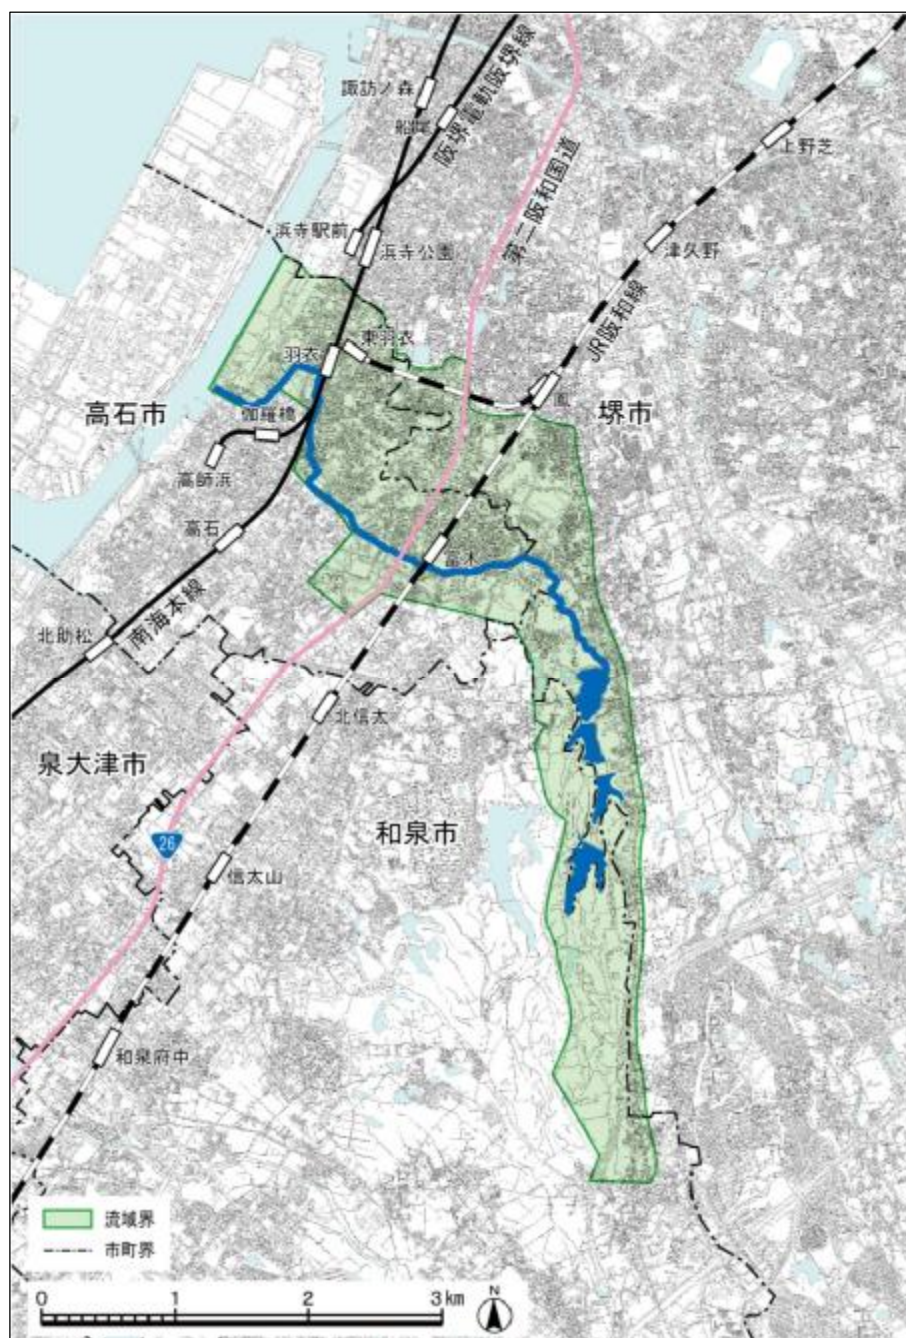 諏訪ノ森
船尾
阪堺電軌阪堺線
上野芝
第二阪和国道
浜寺駅前
浜寺公園
津久野
JR阪和線
羽衣
東羽衣
鳳
高石市
伽羅橋
堺市
高師浜
高石
富木
南海本線
北助松
北信太
泉大津市
和泉市
26
信太山
和泉府中
流域界
市町界
0 1 2 3 km
N